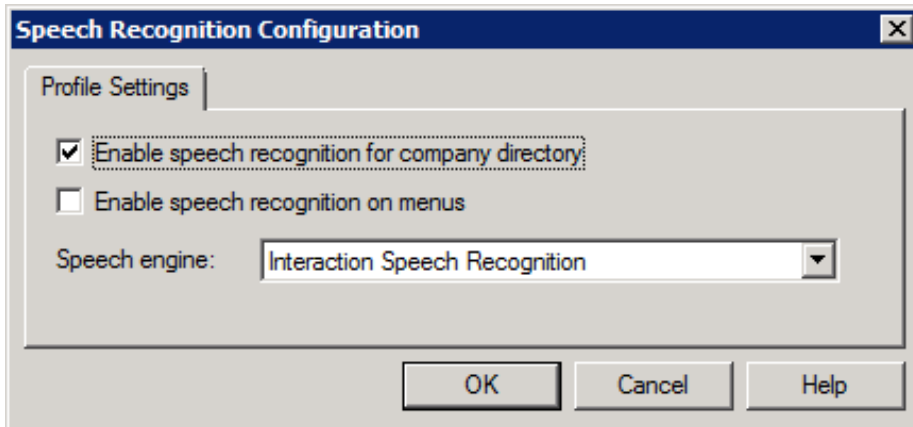 Speech Recognition Configuration
Profile Settings
Enable speech recognition for company directory
Enable speech recognition on menus
Speech engine: Interaction Speech Recognition
OK Cancel Help